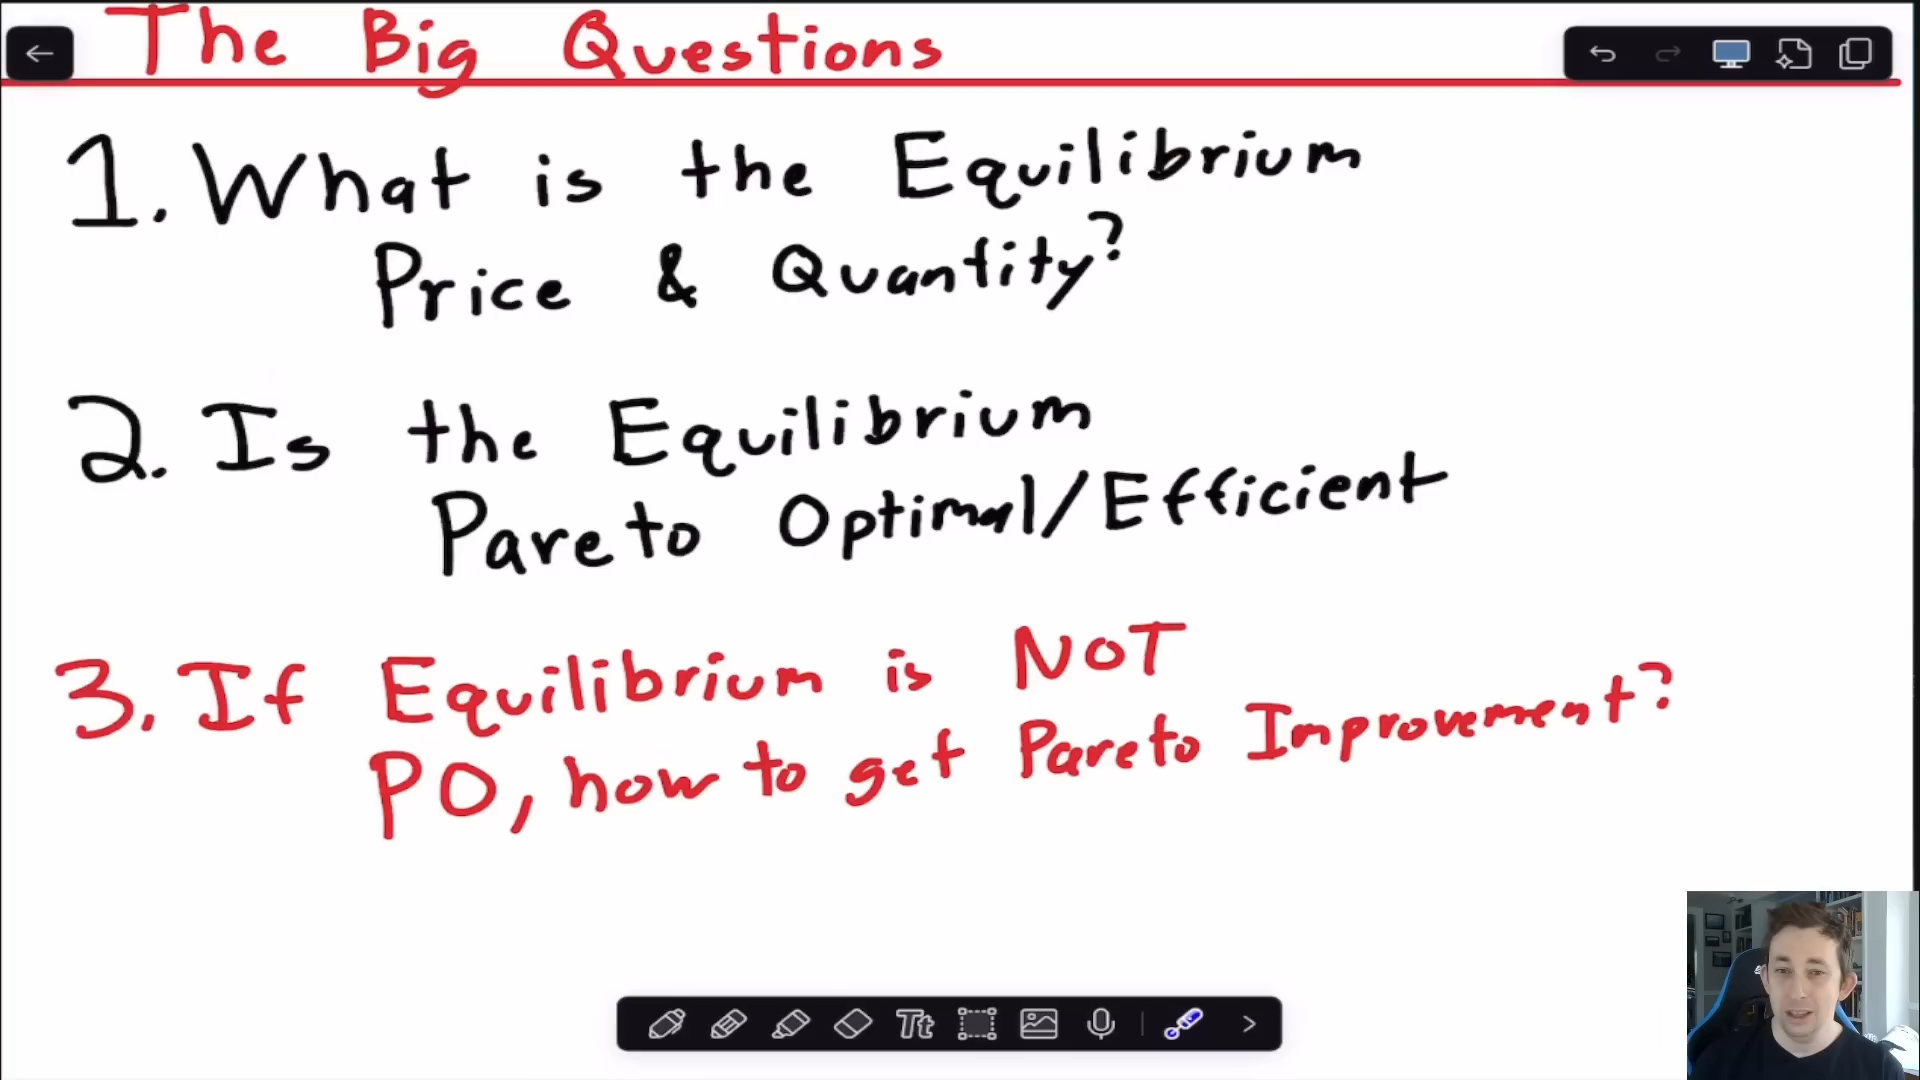 The Big Questions
1. What is the Equilibrium
Price & Quantity?
2. Is the Equilibrium
Pareto Optimal/Efficient
3. If Equilibrium is NOT
PO, how to get Pareto Improvement?
Tt